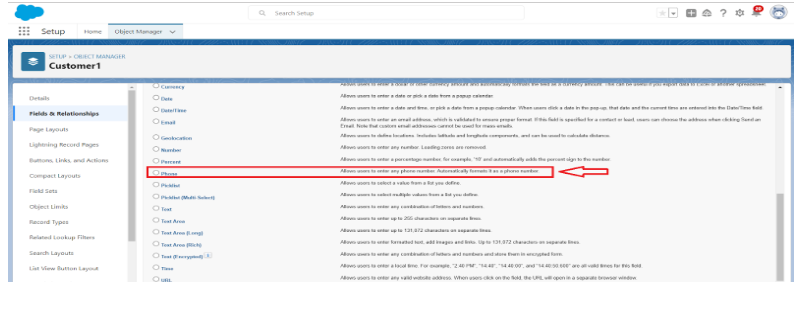 Search Setup
Setup Home Object Manager
SETUP > OBJECT MANAGER
Customer1
Details
Fields & Relationships
Page Layouts
Lightning Record Pages
Buttons, Links, and Actions
Compact Layouts
Field Sets
Object Limits
Record Types
Related Lookup Filters
Search Layouts
List View Button Layout
Currency Allows users to enter a dollar or other currency amount and automatically formats the field as a currency amount. This can be useful if you export data to Excel or another spreadsheet.
Date Allows users to enter a date or pick a date from a popup calendar.
Date/Time Allows users to enter a date and time, or pick a date from a popup calendar. When users click a date in the pop-up, that date and the current time are entered into the Date/Time field.
Email Allows users to enter an email address, which is validated to ensure proper format. If this field is specified for a contact or lead, users can choose the address when clicking Send an
Email. Note that custom email addresses cannot be used for mass emails.
Geolocation Allows users to define locations. Includes latitude and longitude components, and can be used to calculate distance.
Number Allows users to enter any number. Leading zeros are removed.
Percent Allows users to enter a percentage number, for example, '10' and automatically adds the percent sign to the number.
Phone Allows users to enter any phone number. Automatically formats it as a phone number.
Picklist Allows users to select a value from a list you define.
Picklist (Multi-Select) Allows users to select multiple values from a list you define.
Text Allows users to enter any combination of letters and numbers.
Text Area Allows users to enter up to 255 characters on separate lines.
Text Area (Long) Allows users to enter up to 131,072 characters on separate lines.
Text Area (Rich) Allows users to enter formatted text, add images and links. Up to 131,072 characters on separate lines.
Text (Encrypted) Allows users to enter any combination of letters and numbers and store them in encrypted form.
Time Allows users to enter a local time. For example, "2:40 PM", "14:40", "14:40:00", and "14:40:50.600" are all valid times for this field.
URL Allows users to enter any valid website address. When users click on the field, the URL will open in a separate browser window.